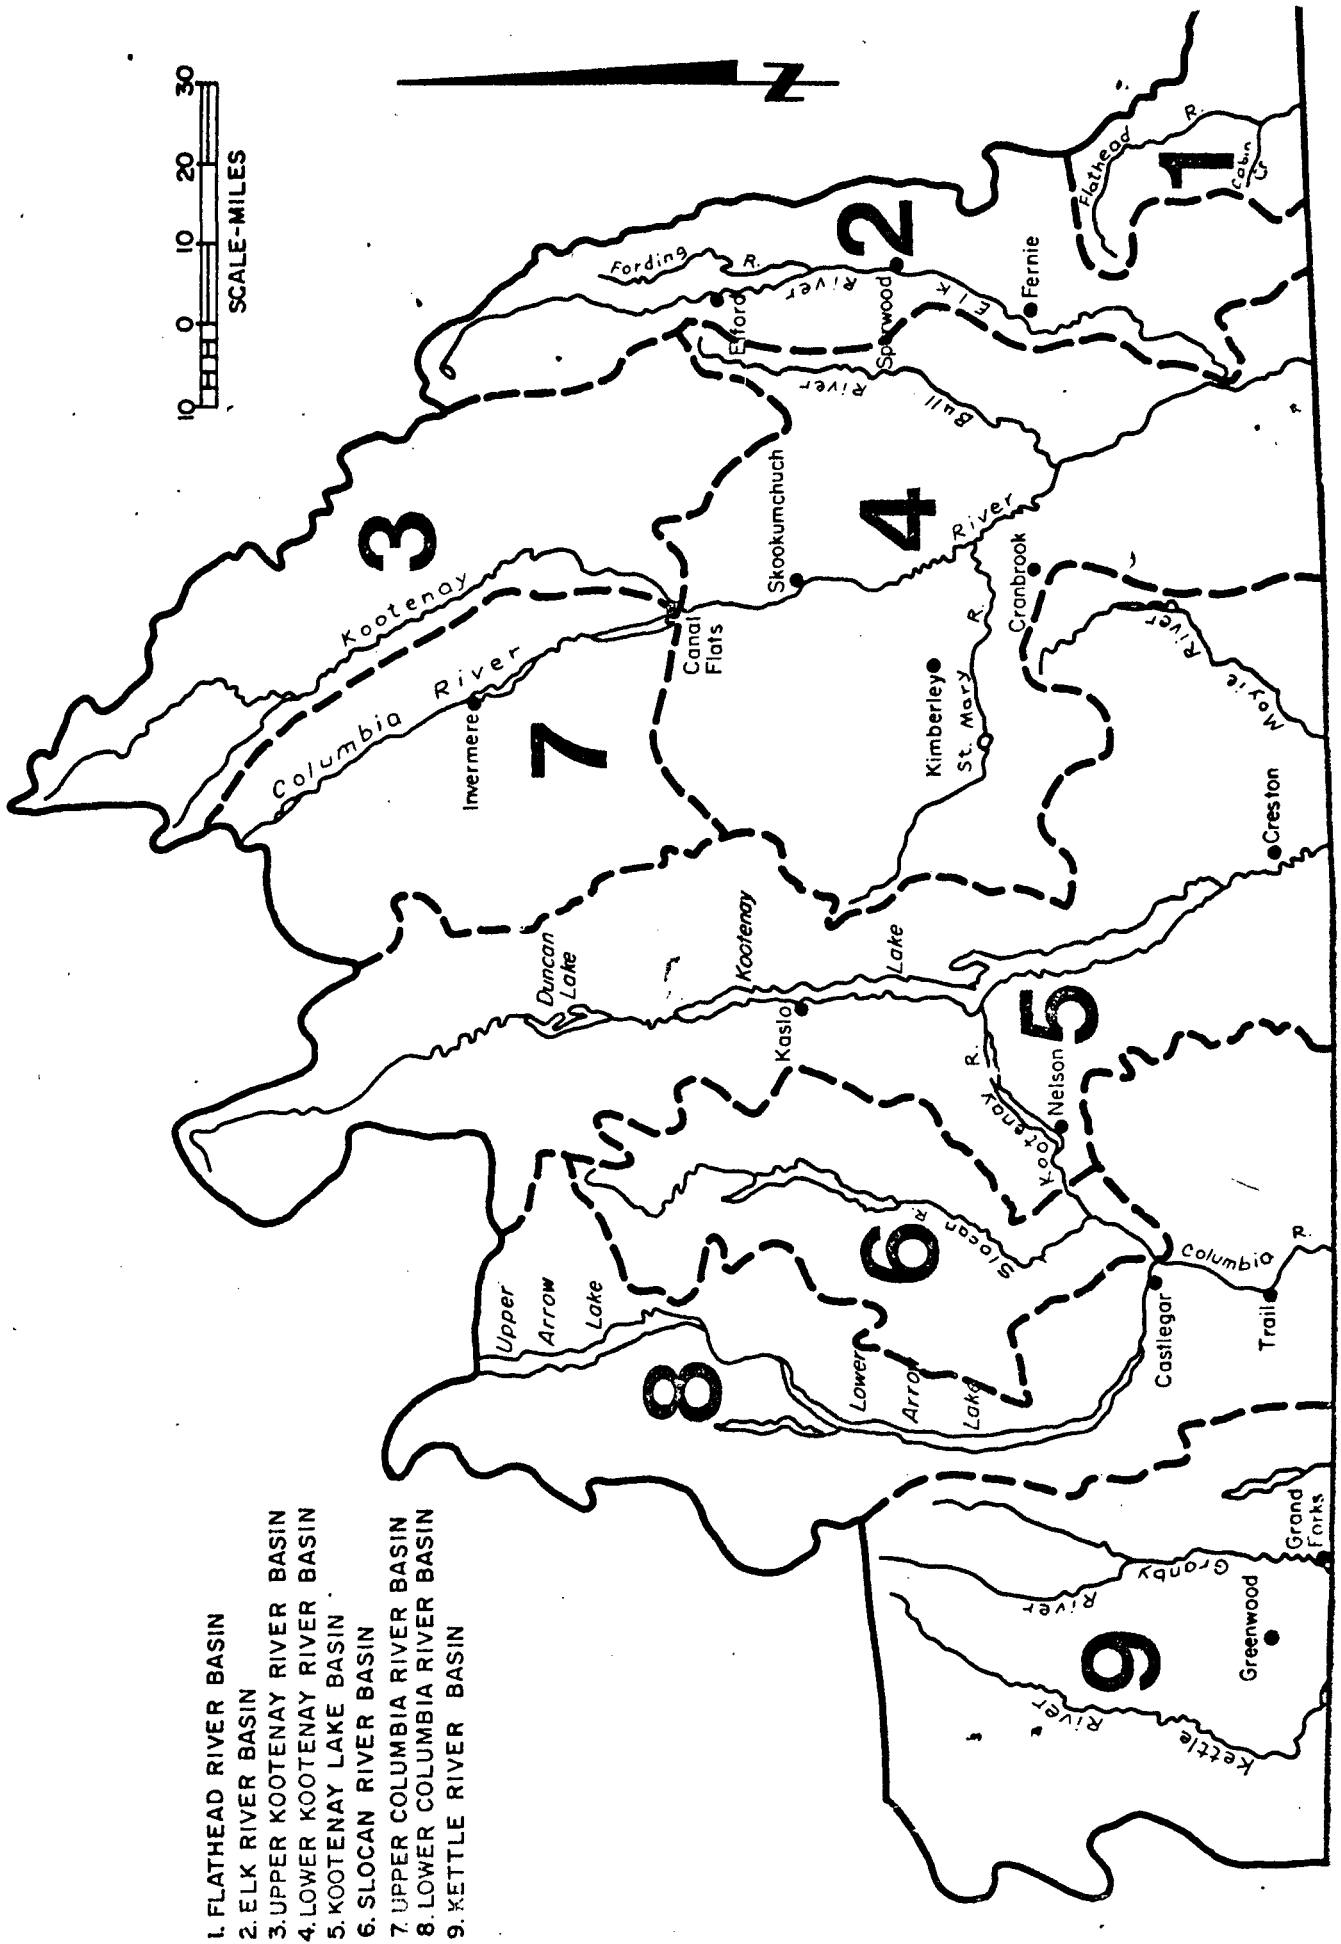 1. FLATHEAD RIVER BASIN
2. ELK RIVER BASIN
3. UPPER KOOTENAY RIVER BASIN
4. LOWER KOOTENAY RIVER BASIN
5. KOOTENAY LAKE BASIN
6. SLOCAN RIVER BASIN
7. UPPER COLUMBIA RIVER BASIN
8. LOWER COLUMBIA RIVER BASIN
9. KETTLE RIVER BASIN
10 0 10 20 30
SCALE-MILES
N
3
Kootenay
Columbia River
Invermere
7
Canal
Flats
Fording R.
Elford
2
Elk River
Sparwood
Fernie
Flathead R.
1
Cabin
Cr
Bull River
Skookumchuch
4
River
Cranbrook
Kimberley
St. Mary R.
Moyie River
Creston
Duncan
Lake
Kootenay
Lake
Kaslo
5
Kootenay R.
Nelson
Upper
Arrow
Lake
6
Slocan R.
8
Lower
Arrow
Lake
Castlegar
Columbia R.
Trail
9
Granby River
Grand
Forks
Greenwood
Kettle River